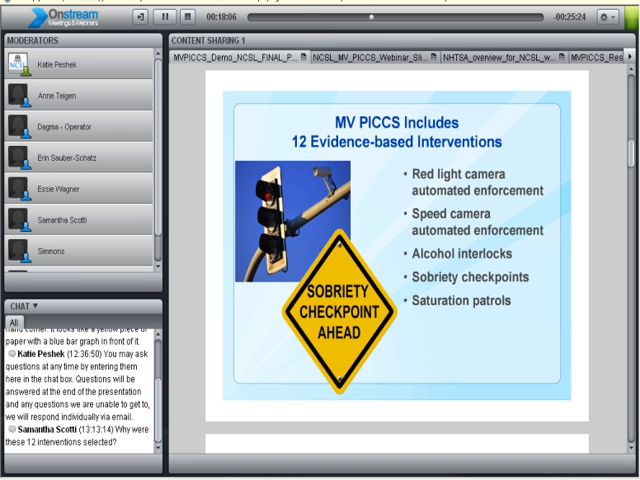 Onstream
Meetings&Webinars
00:18:06
-00:25:24
MODERATORS
NCSL
Katie Peshek
Anne Teigen
Dagma - Operator
Erin Sauber-Schatz
Essie Wagner
Samantha Scotti
Simmons
CHAT
All
hand corner. It looks like a yellow piece of
paper with a blue bar graph in front of it.
Katie Peshek (12:36:50) You may ask
questions at any time by entering them
here in the chat box. Questions will be
answered at the end of the presentation
and any questions we are unable to get to,
we will respond individually via email.
Samantha Scotti (13:13:14) Why were
these 12 interventions selected?
CONTENT SHARING 1
MVPICCS_Demo_NCSL_FINAL_P...
NCSL_MV_PICCS_Webinar_Sli...
NHTSA_overview_for_NCSL_w...
MVPICCS_Res
MV PICCS Includes
12 Evidence-based Interventions
• Red light camera
automated enforcement
• Speed camera
automated enforcement
• Alcohol interlocks
• Sobriety checkpoints
• Saturation patrols
SOBRIETY
CHECKPOINT
AHEAD